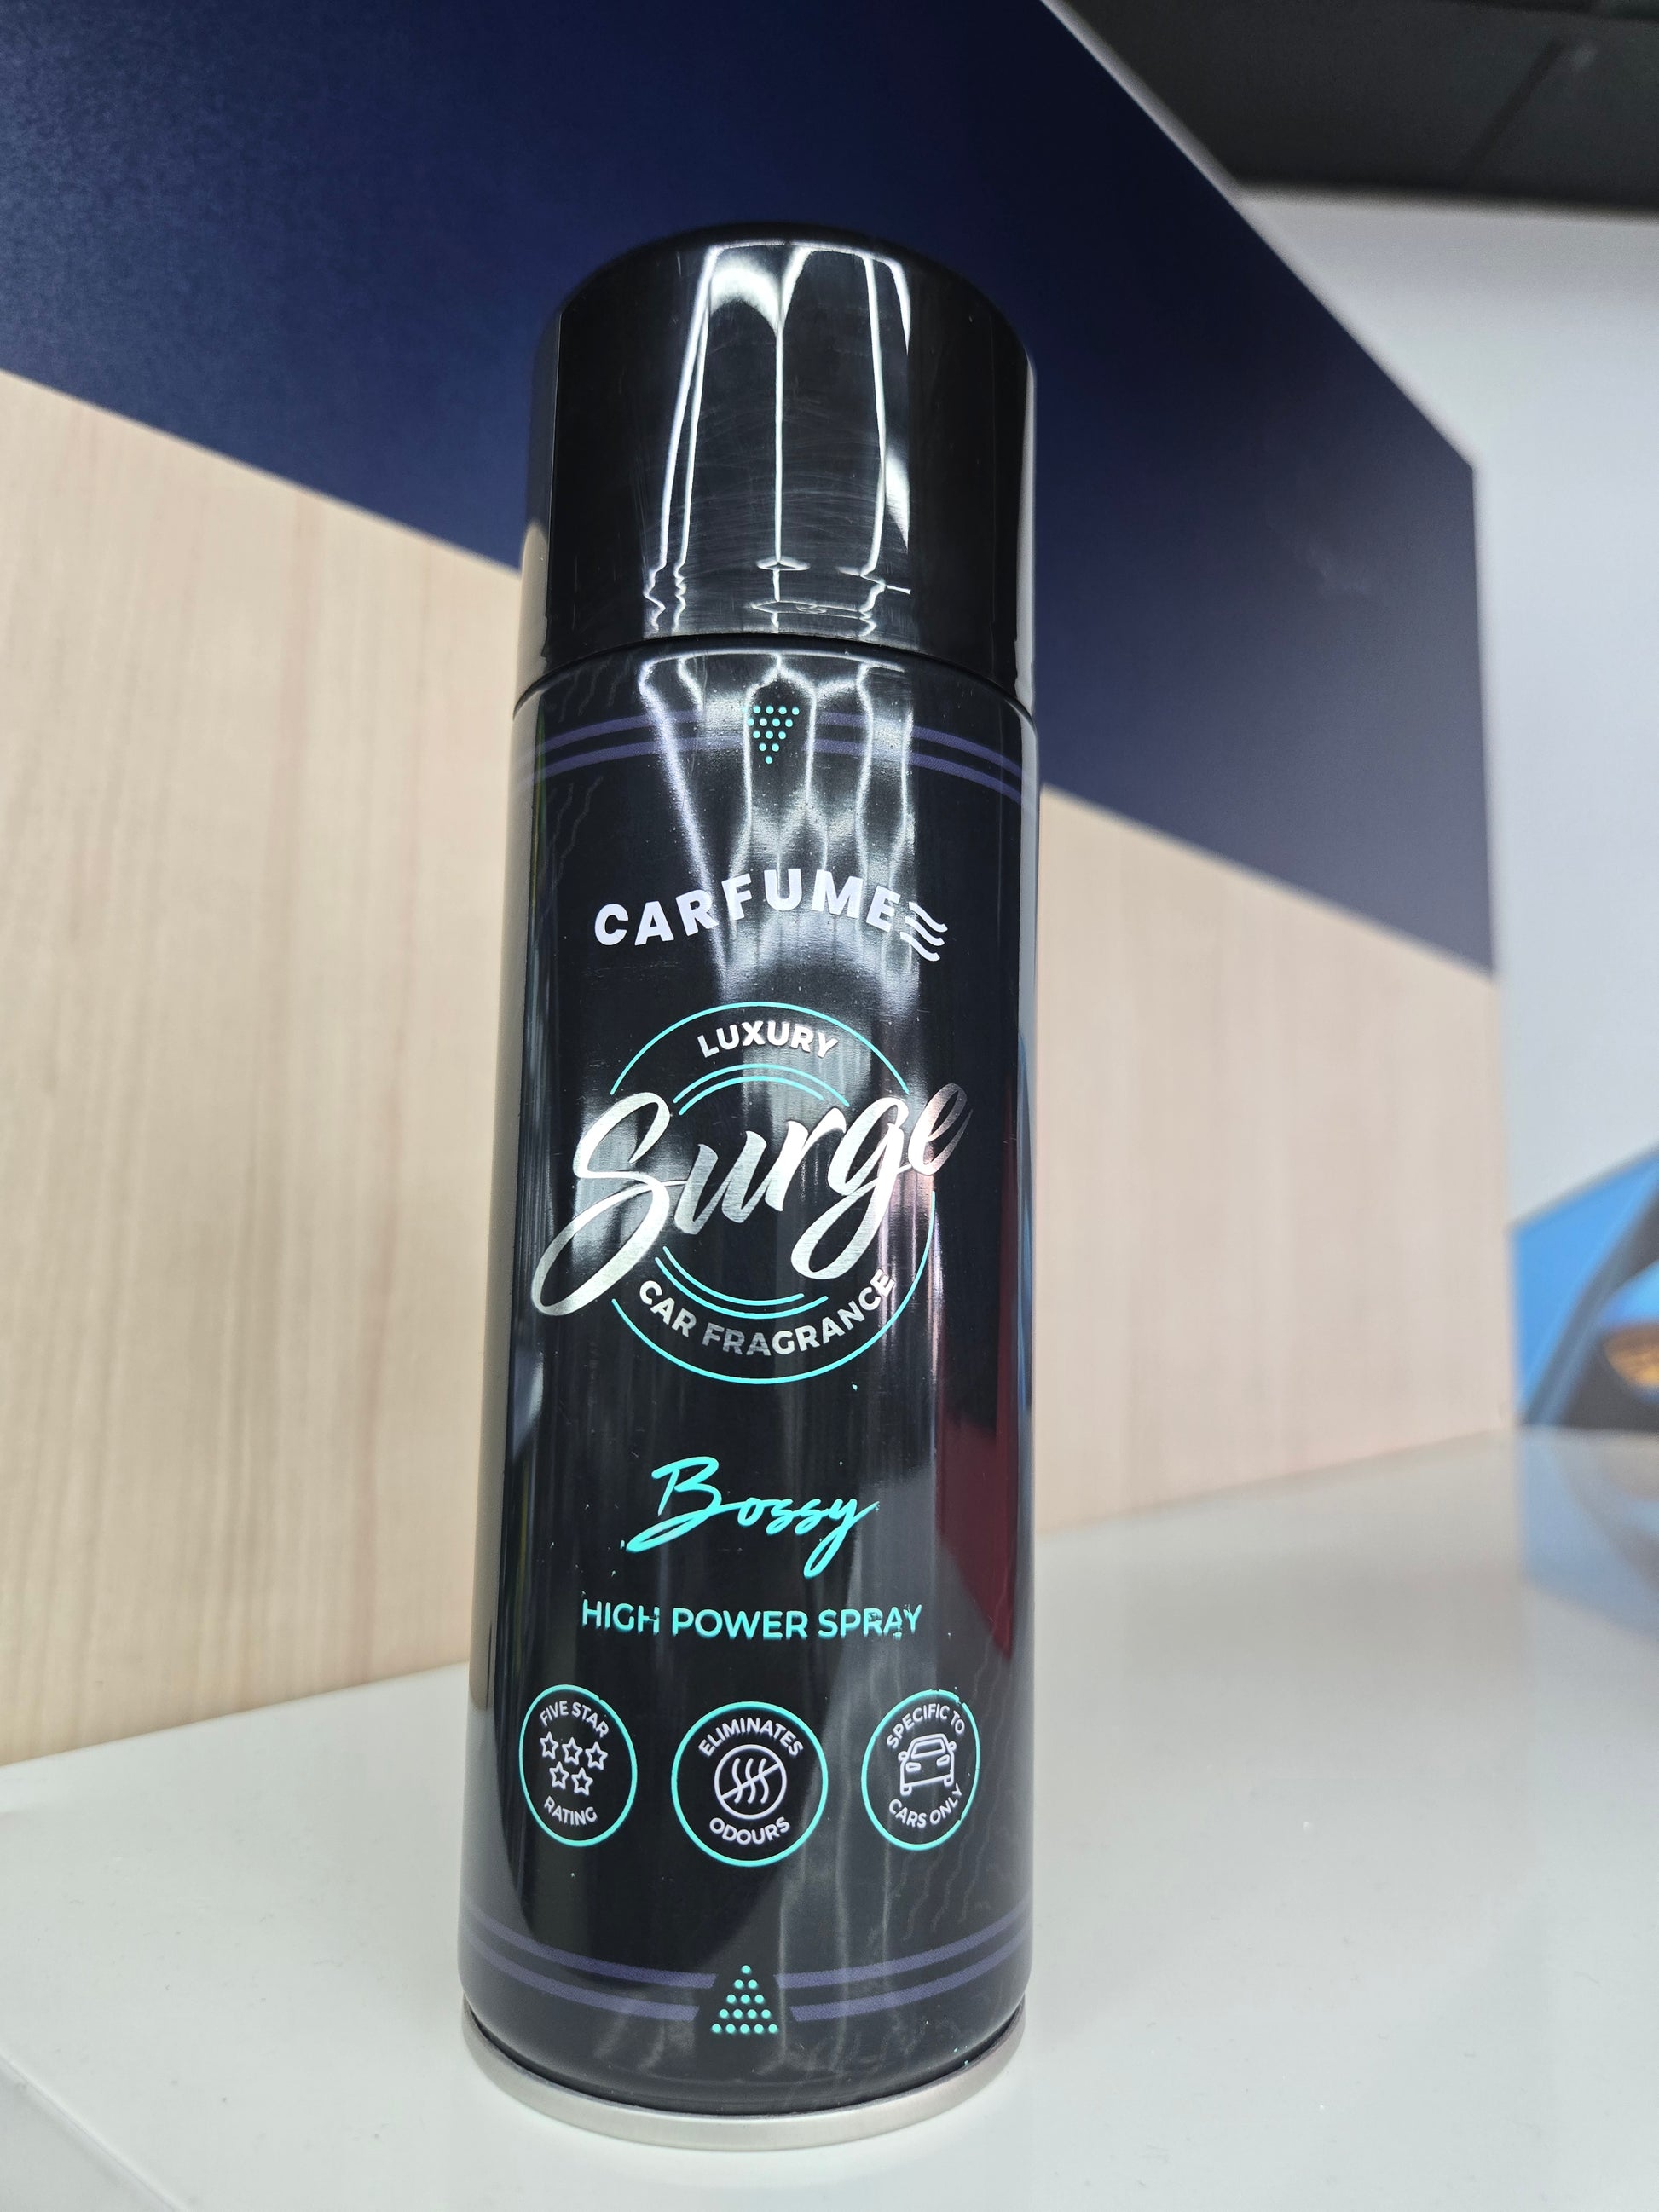 CARFUME
LUXURY
Surge
CAR FRAGRANCE
Bossy
HIGH POWER SPRAY
FIVE STAR
RATING
ELIMINATES
ODOURS
SPECIFIC TO
CARS ONLY